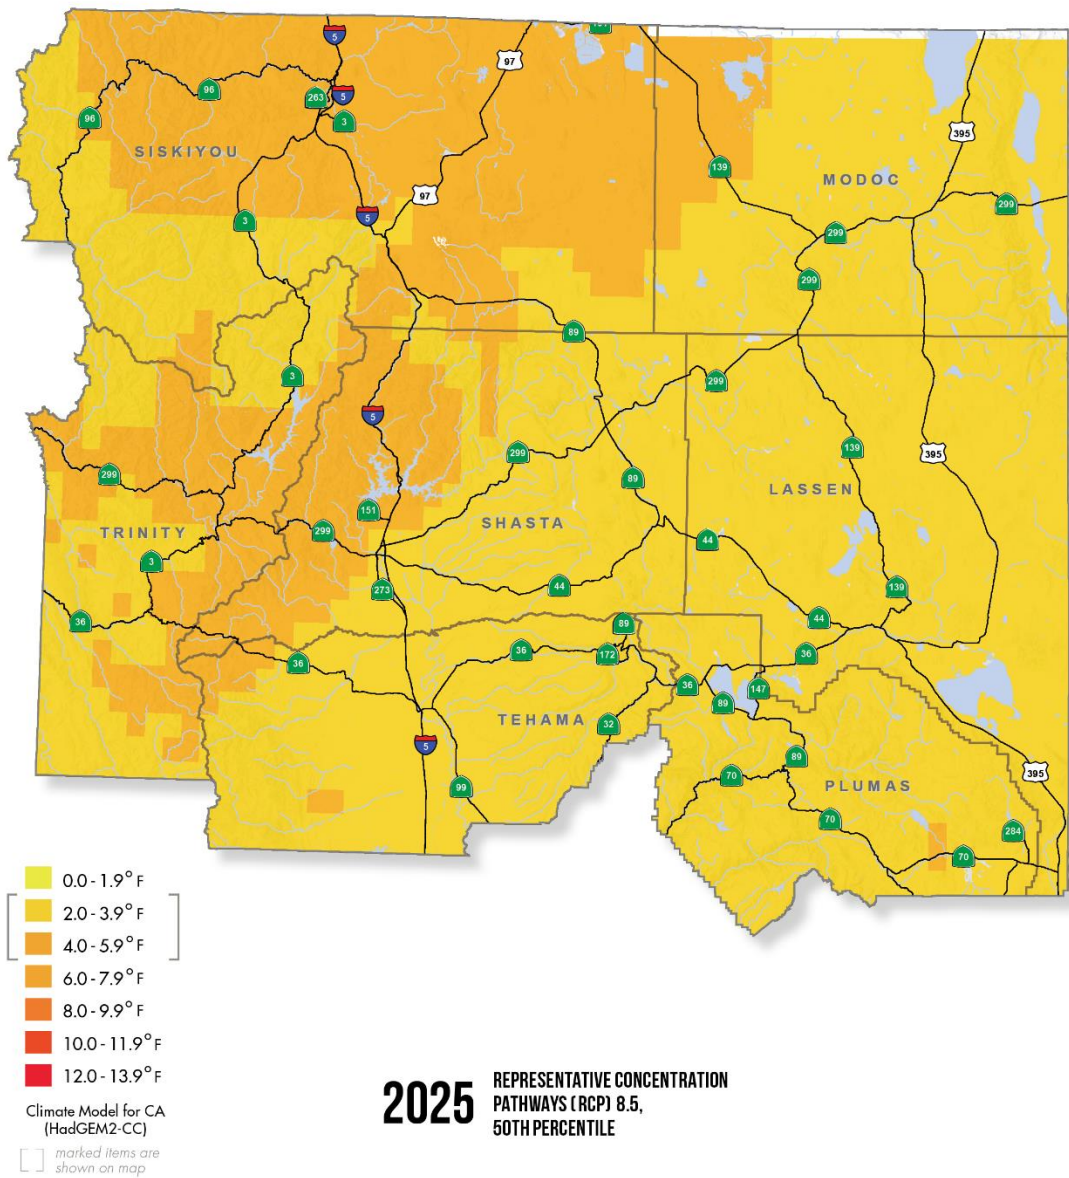 161
5
97
96
263
5
96
3
395
SISKIYOU
139
MODOC
97
299
5
3
299
299
89
3
299
5
139
299
395
299
89
LASSEN
151
SHASTA
TRINITY
299
44
3
273
44
139
36
89
44
36
172
36
36
36
147
89
TEHAMA
32
5
89
395
70
PLUMAS
99
70
284
70
0.0 - 1.9° F
2.0 - 3.9° F
4.0 - 5.9° F
6.0 - 7.9° F
8.0 - 9.9° F
10.0 - 11.9° F
12.0 - 13.9° F
Climate Model for CA
(HadGEM2-CC)
[ ] marked items are
shown on map
2025
REPRESENTATIVE CONCENTRATION
PATHWAYS (RCP) 8.5,
50TH PERCENTILE